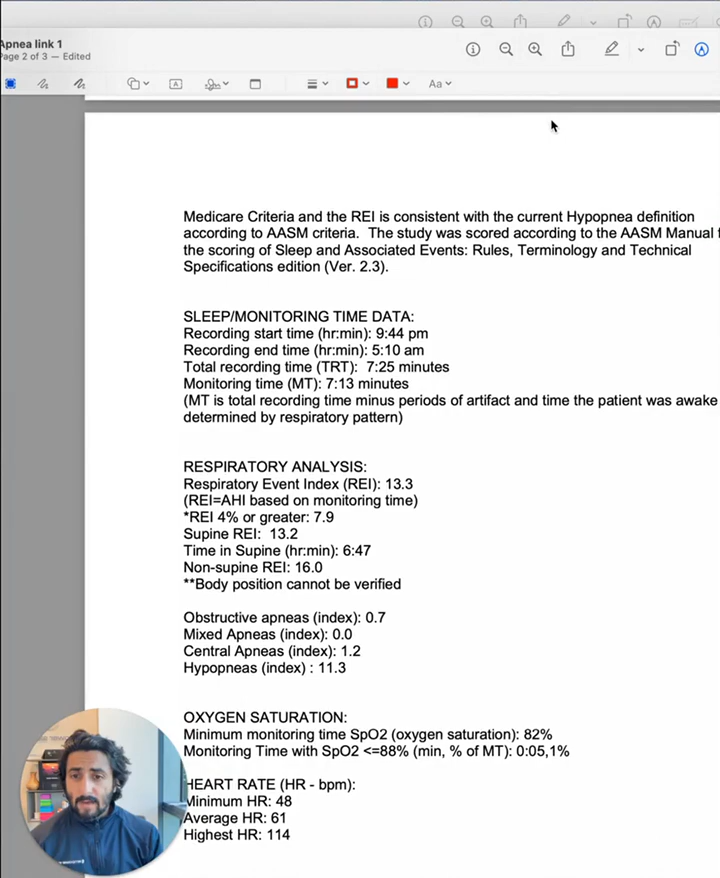 Apnea link 1
Page 2 of 3 — Edited
Aa
Medicare Criteria and the REI is consistent with the current Hypopnea definition
according to AASM criteria. The study was scored according to the AASM Manual
the scoring of Sleep and Associated Events: Rules, Terminology and Technical
Specifications edition (Ver. 2.3).
SLEEP/MONITORING TIME DATA:
Recording start time (hr:min): 9:44 pm
Recording end time (hr:min): 5:10 am
Total recording time (TRT): 7:25 minutes
Monitoring time (MT): 7:13 minutes
(MT is total recording time minus periods of artifact and time the patient was awake
determined by respiratory pattern)
RESPIRATORY ANALYSIS:
Respiratory Event Index (REI): 13.3
(REI=AHI based on monitoring time)
*REI 4% or greater: 7.9
Supine REI: 13.2
Time in Supine (hr:min): 6:47
Non-supine REI: 16.0
**Body position cannot be verified
Obstructive apneas (index): 0.7
Mixed Apneas (index): 0.0
Central Apneas (index): 1.2
Hypopneas (index) : 11.3
OXYGEN SATURATION:
Minimum monitoring time SpO2 (oxygen saturation): 82%
Monitoring Time with SpO2 <=88% (min, % of MT): 0:05,1%
HEART RATE (HR - bpm):
Minimum HR: 48
Average HR: 61
Highest HR: 114